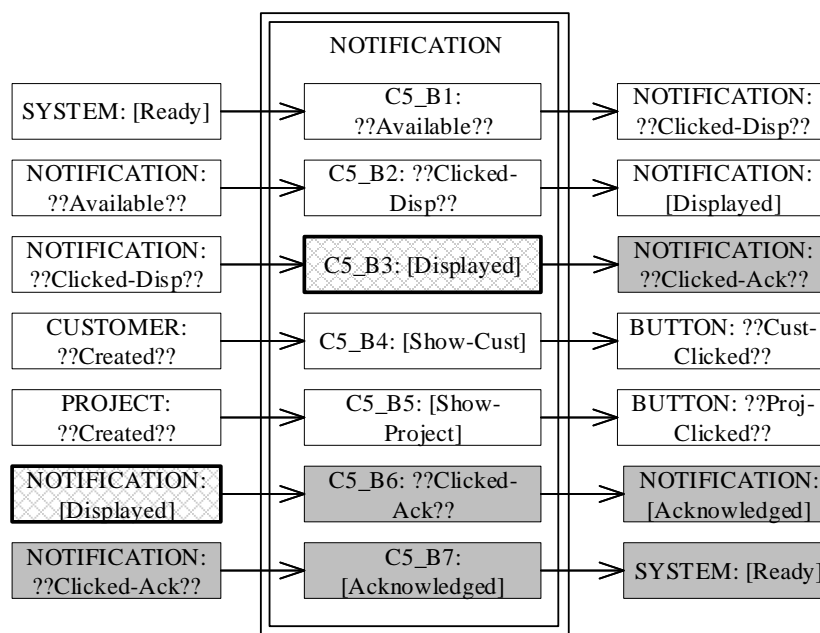 NOTIFICATION
SYSTEM: [Ready]
C5_B1:
??Available??
NOTIFICATION:
??Clicked-Disp??
NOTIFICATION:
??Available??
C5_B2: ??Clicked-
Disp??
NOTIFICATION:
[Displayed]
NOTIFICATION:
??Clicked-Disp??
C5_B3: [Displayed]
NOTIFICATION:
??Clicked-Ack??
CUSTOMER:
??Created??
C5_B4: [Show-Cust]
BUTTON: ??Cust-
Clicked??
PROJECT:
??Created??
C5_B5: [Show-
Project]
BUTTON: ??Proj-
Clicked??
NOTIFICATION:
[Displayed]
C5_B6: ??Clicked-
Ack??
NOTIFICATION:
[Acknowledged]
NOTIFICATION:
??Clicked-Ack??
C5_B7:
[Acknowledged]
SYSTEM: [Ready]